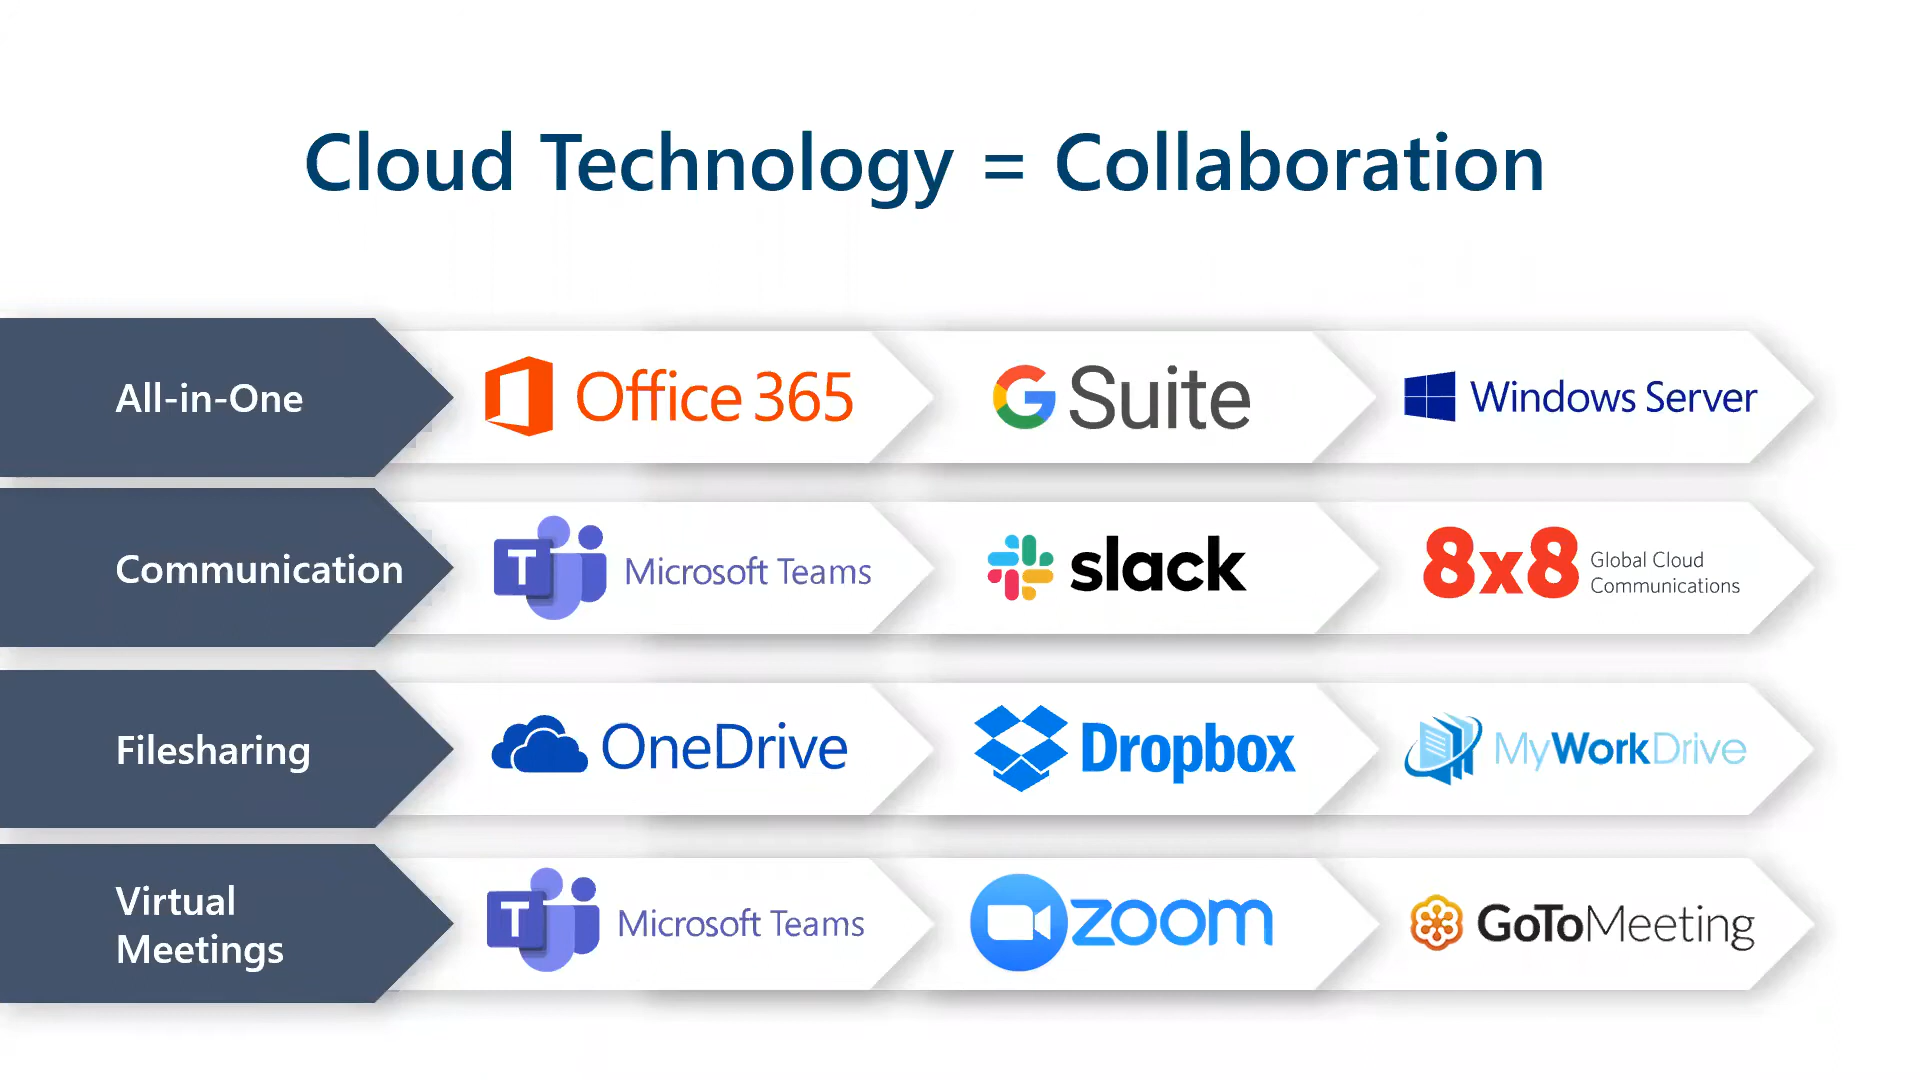 Cloud Technology = Collaboration
All-in-One
Office 365
G Suite
Windows Server
Communication
T
Microsoft Teams
slack
8x8
Global Cloud
Communications
Filesharing
OneDrive
Dropbox
MyWorkDrive
Virtual
Meetings
T
Microsoft Teams
zoom
GoToMeeting